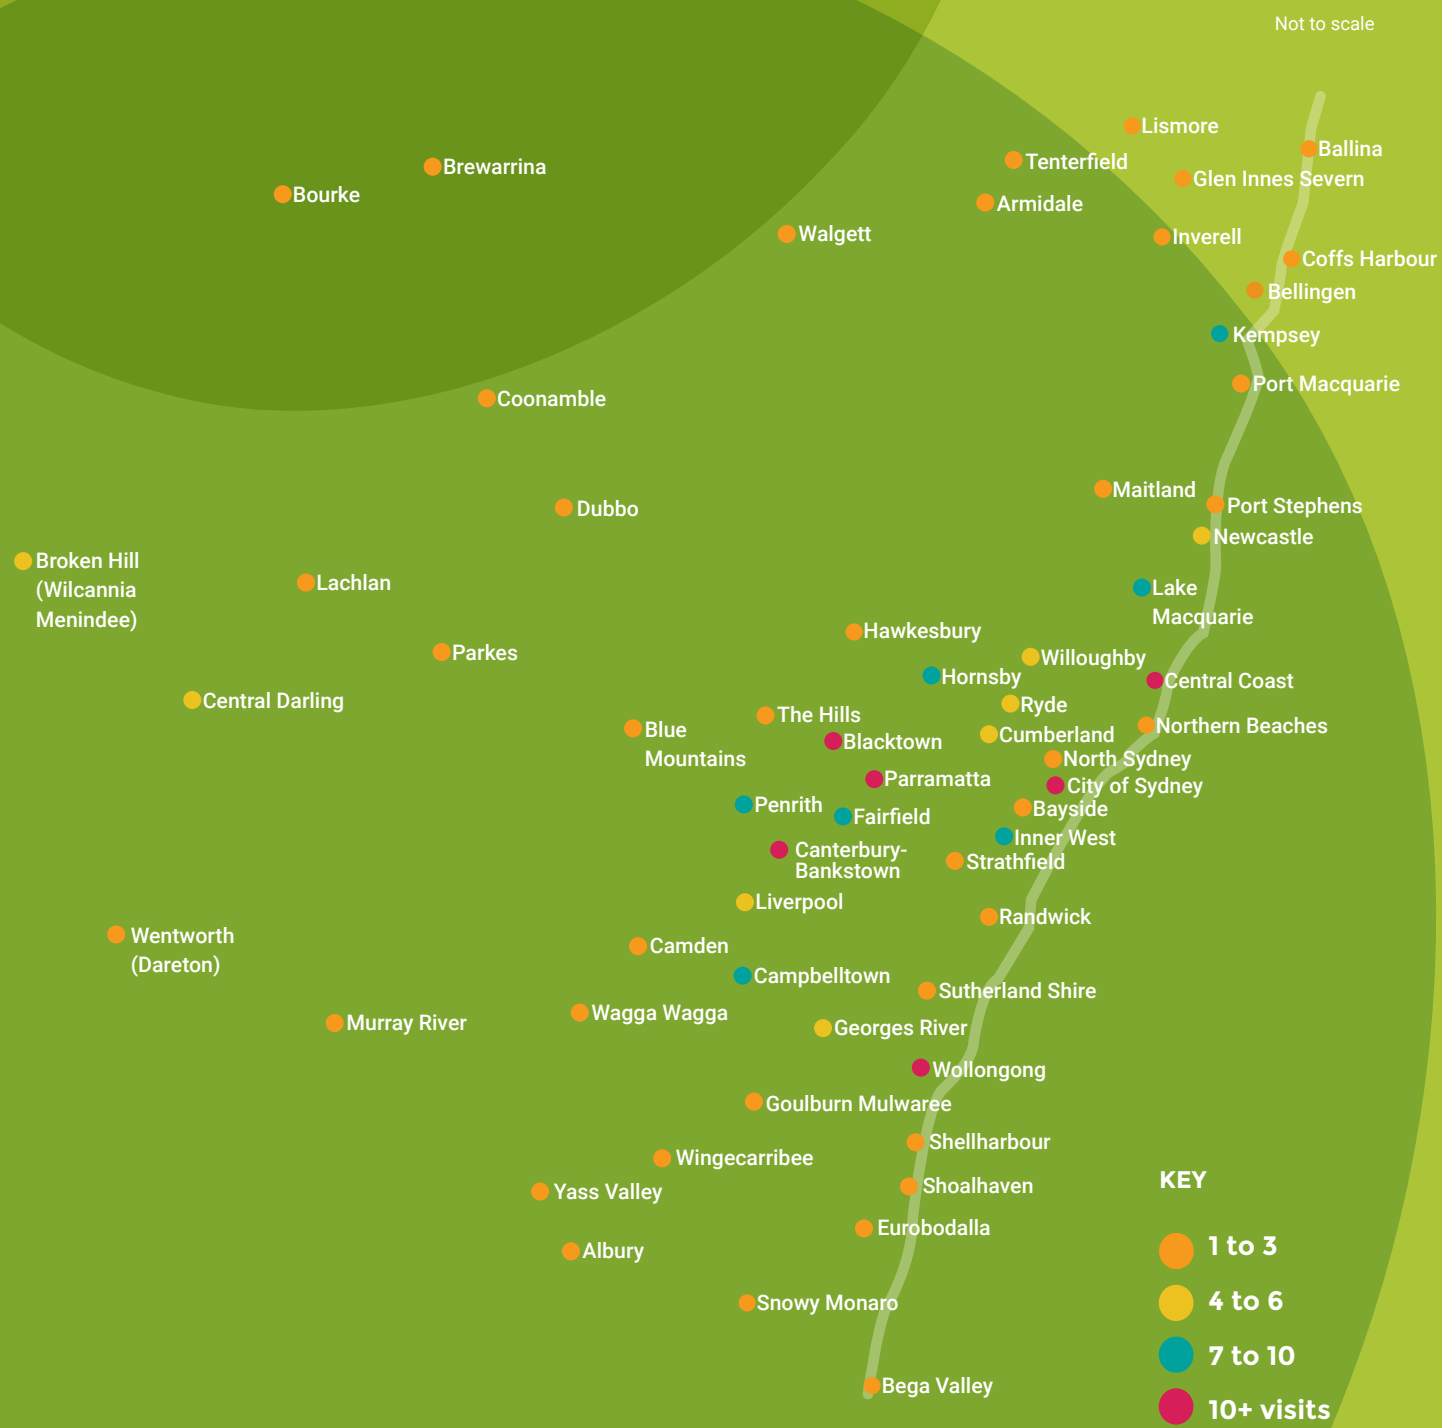 Not to scale
Lismore
Ballina
Tenterfield
Brewarrina
Glen Innes Severn
Bourke
Armidale
Walgett
Inverell
Coffs Harbour
Bellingen
Kempsey
Port Macquarie
Coonamble
Maitland
Port Stephens
Dubbo
Newcastle
Broken Hill
(Wilcannia
Menindee)
Lachlan
Lake
Macquarie
Hawkesbury
Parkes
Willoughby
Hornsby
Central Coast
Central Darling
Ryde
The Hills
Northern Beaches
Blue
Mountains
Cumberland
Blacktown
North Sydney
Parramatta
City of Sydney
Penrith
Bayside
Fairfield
Inner West
Canterbury-
Bankstown
Strathfield
Liverpool
Randwick
Wentworth
(Dareton)
Camden
Campbelltown
Sutherland Shire
Wagga Wagga
Murray River
Georges River
Wollongong
Goulburn Mulwaree
Shellharbour
Wingecarribee
Shoalhaven
Yass Valley
Eurobodalla
Albury
Snowy Monaro
Bega Valley
KEY
1 to 3
4 to 6
7 to 10
10+ visits